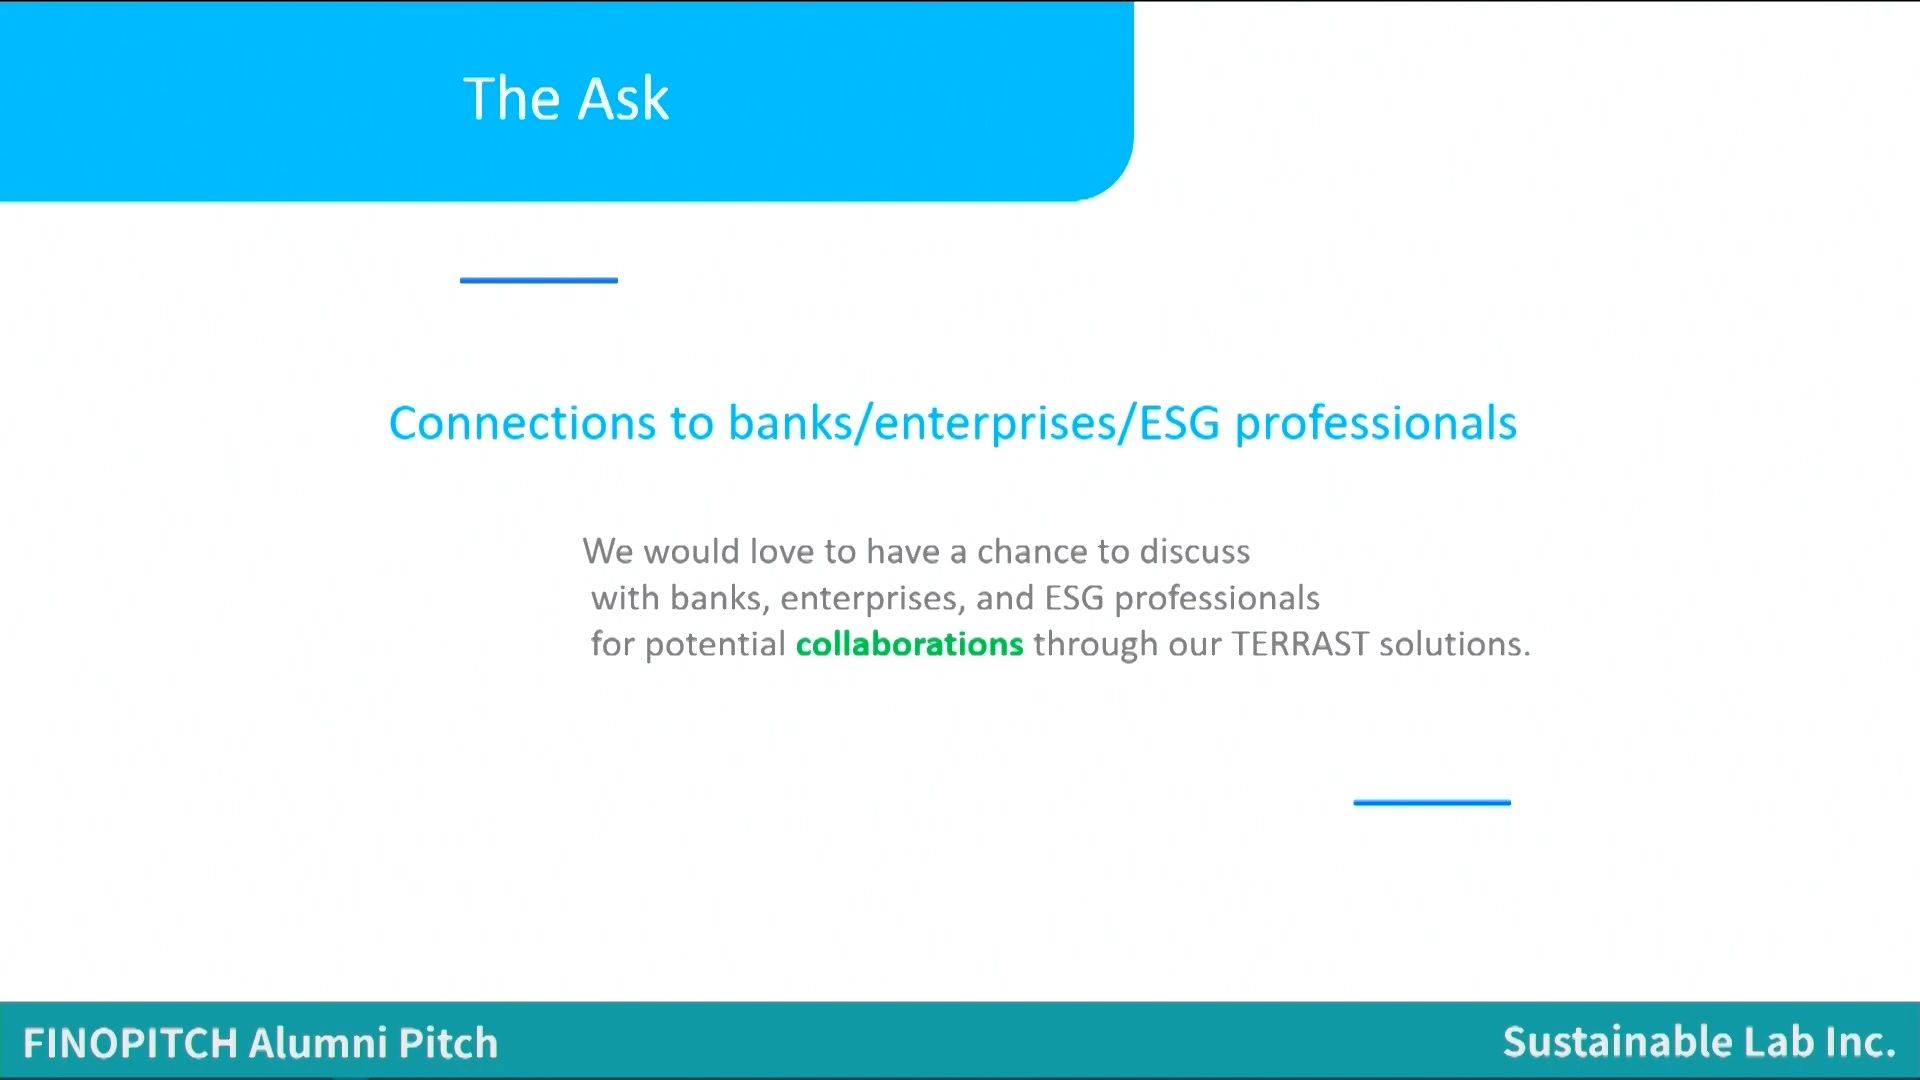 The Ask
Connections to banks/enterprises/ESG professionals
We would love to have a chance to discuss
with banks, enterprises, and ESG professionals
for potential collaborations through our TERRAST solutions.
FINOPITCH Alumni Pitch
Sustainable Lab Inc.